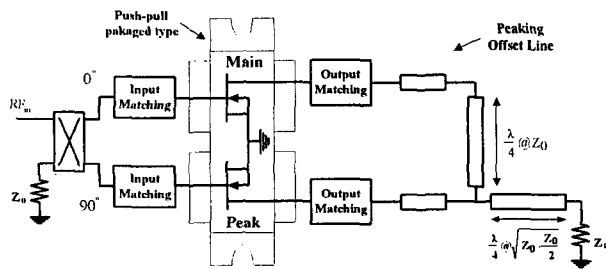 Push-pull
pakaged type
Peaking
Offset Line
Main
0°
Input
Matching
Output
Matching
RFin
λ/4 @Z0
Z0
90°
Input
Matching
Output
Matching
Peak
λ/4 @√(Z0·Z0/2)
Z0